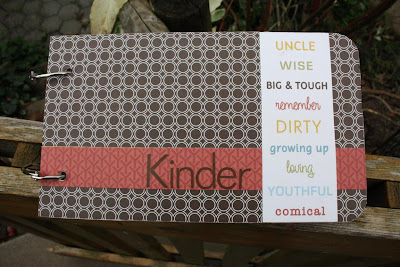 UNCLE
WISE
BIG & TOUGH
remember
DIRTY
growing up
loving
YOUTHFUL
comical
Kinder